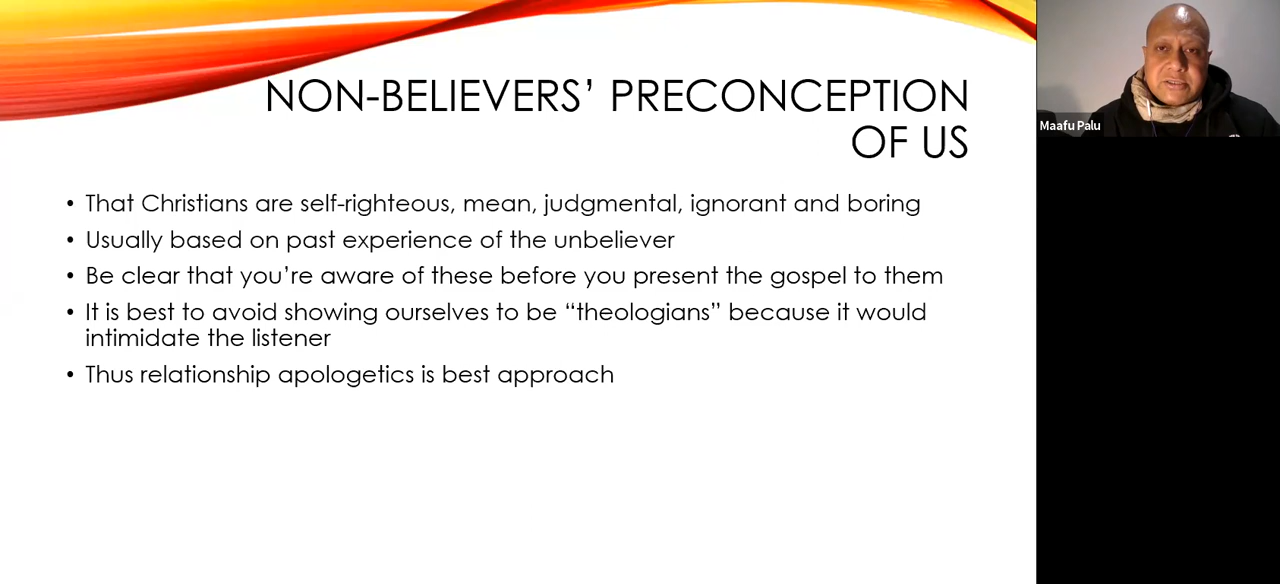 NON-BELIEVERS’ PRECONCEPTION
OF US
• That Christians are self-righteous, mean, judgmental, ignorant and boring
• Usually based on past experience of the unbeliever
• Be clear that you’re aware of these before you present the gospel to them
• It is best to avoid showing ourselves to be “theologians” because it would
intimidate the listener
• Thus relationship apologetics is best approach
Maafu Palu